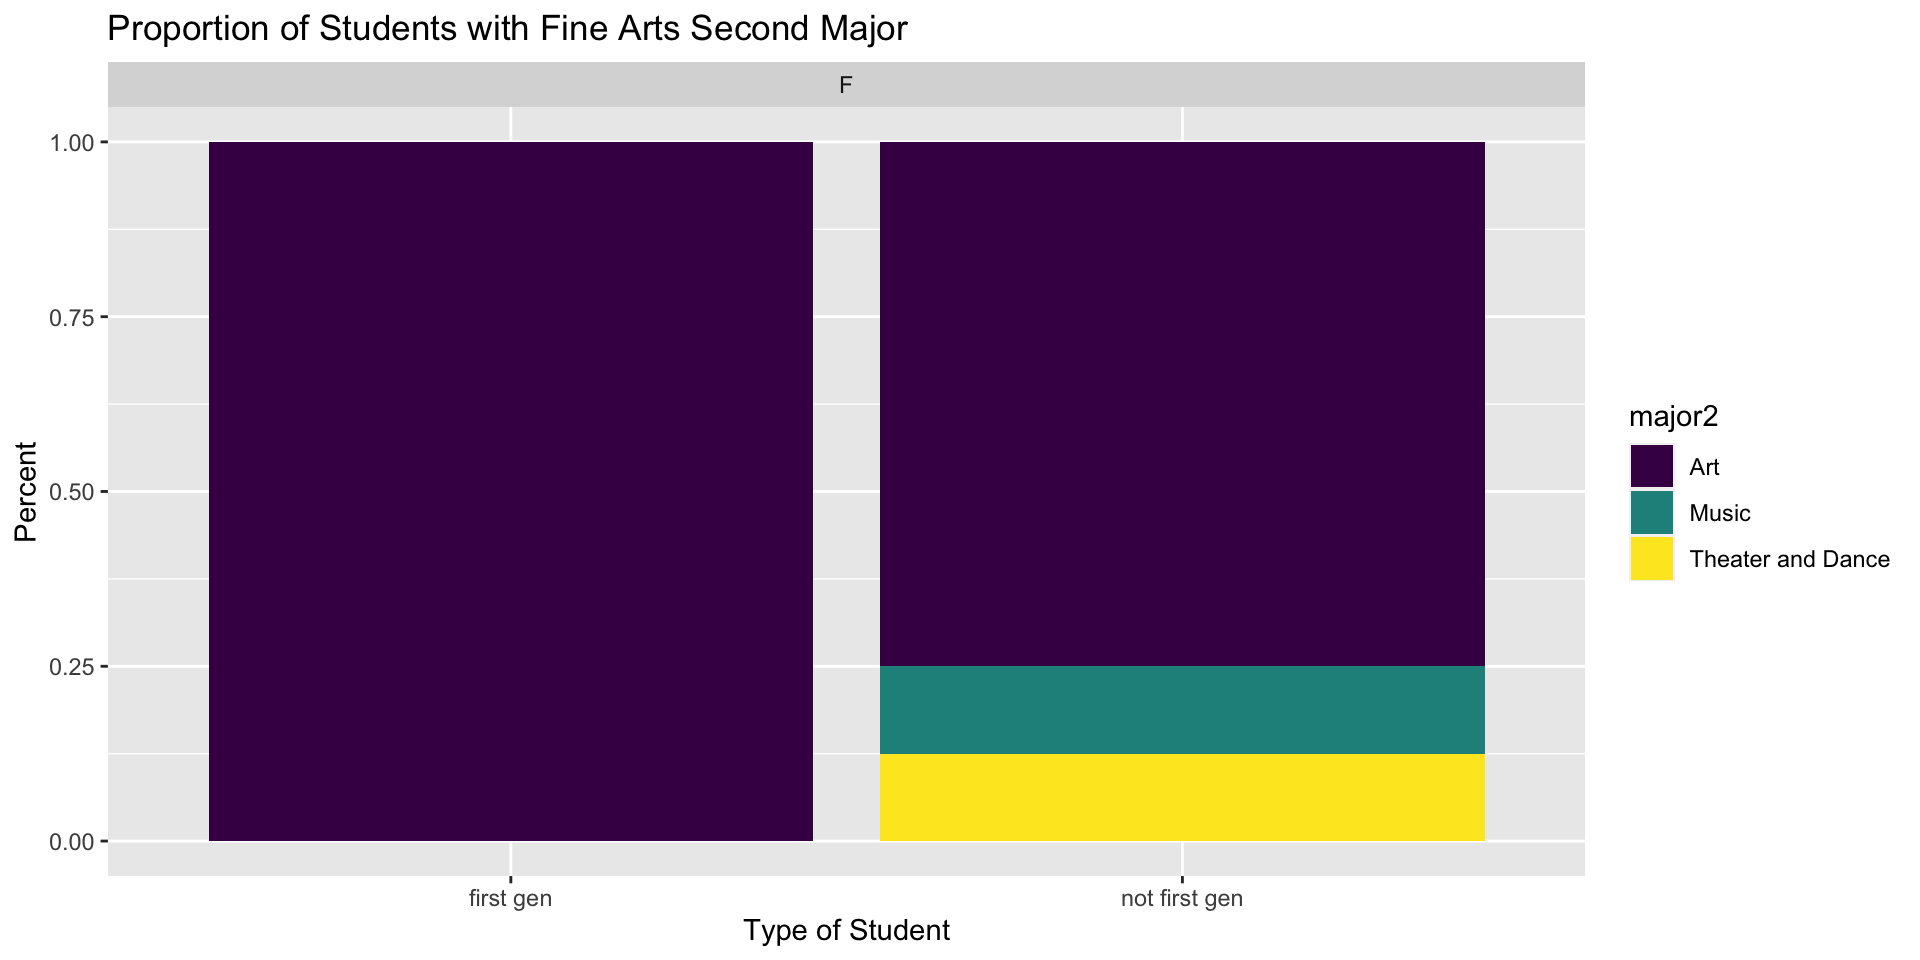 Proportion of Students with Fine Arts Second Major
F
1.00
0.75
0.50
0.25
0.00
Percent
first gen
not first gen
Type of Student
major2
Art
Music
Theater and Dance